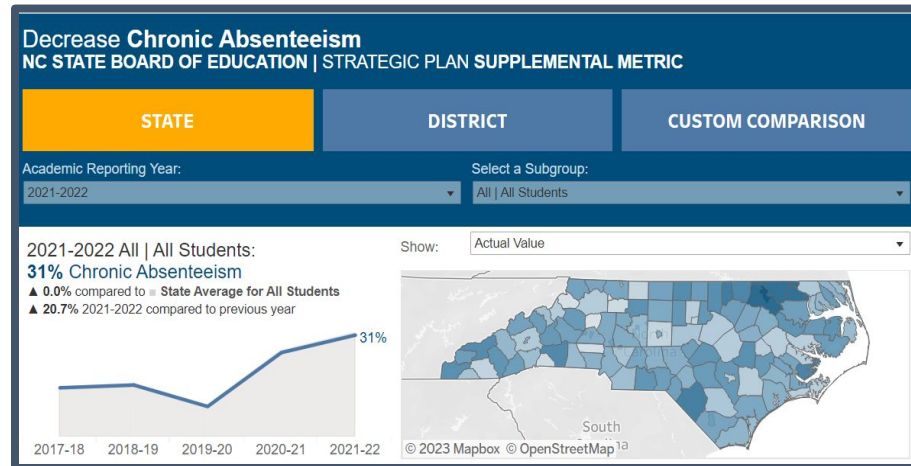 Decrease Chronic Absenteeism
NC STATE BOARD OF EDUCATION | STRATEGIC PLAN SUPPLEMENTAL METRIC
STATE
DISTRICT
CUSTOM COMPARISON
Academic Reporting Year:
2021-2022
Select a Subgroup:
All | All Students
2021-2022 All | All Students:
31% Chronic Absenteeism
▲ 0.0% compared to ■ State Average for All Students
▲ 20.7% 2021-2022 compared to previous year
31%
2017-18 2018-19 2019-20 2020-21 2021-22
Show:
Actual Value
South
© 2023 Mapbox © OpenStreetMap